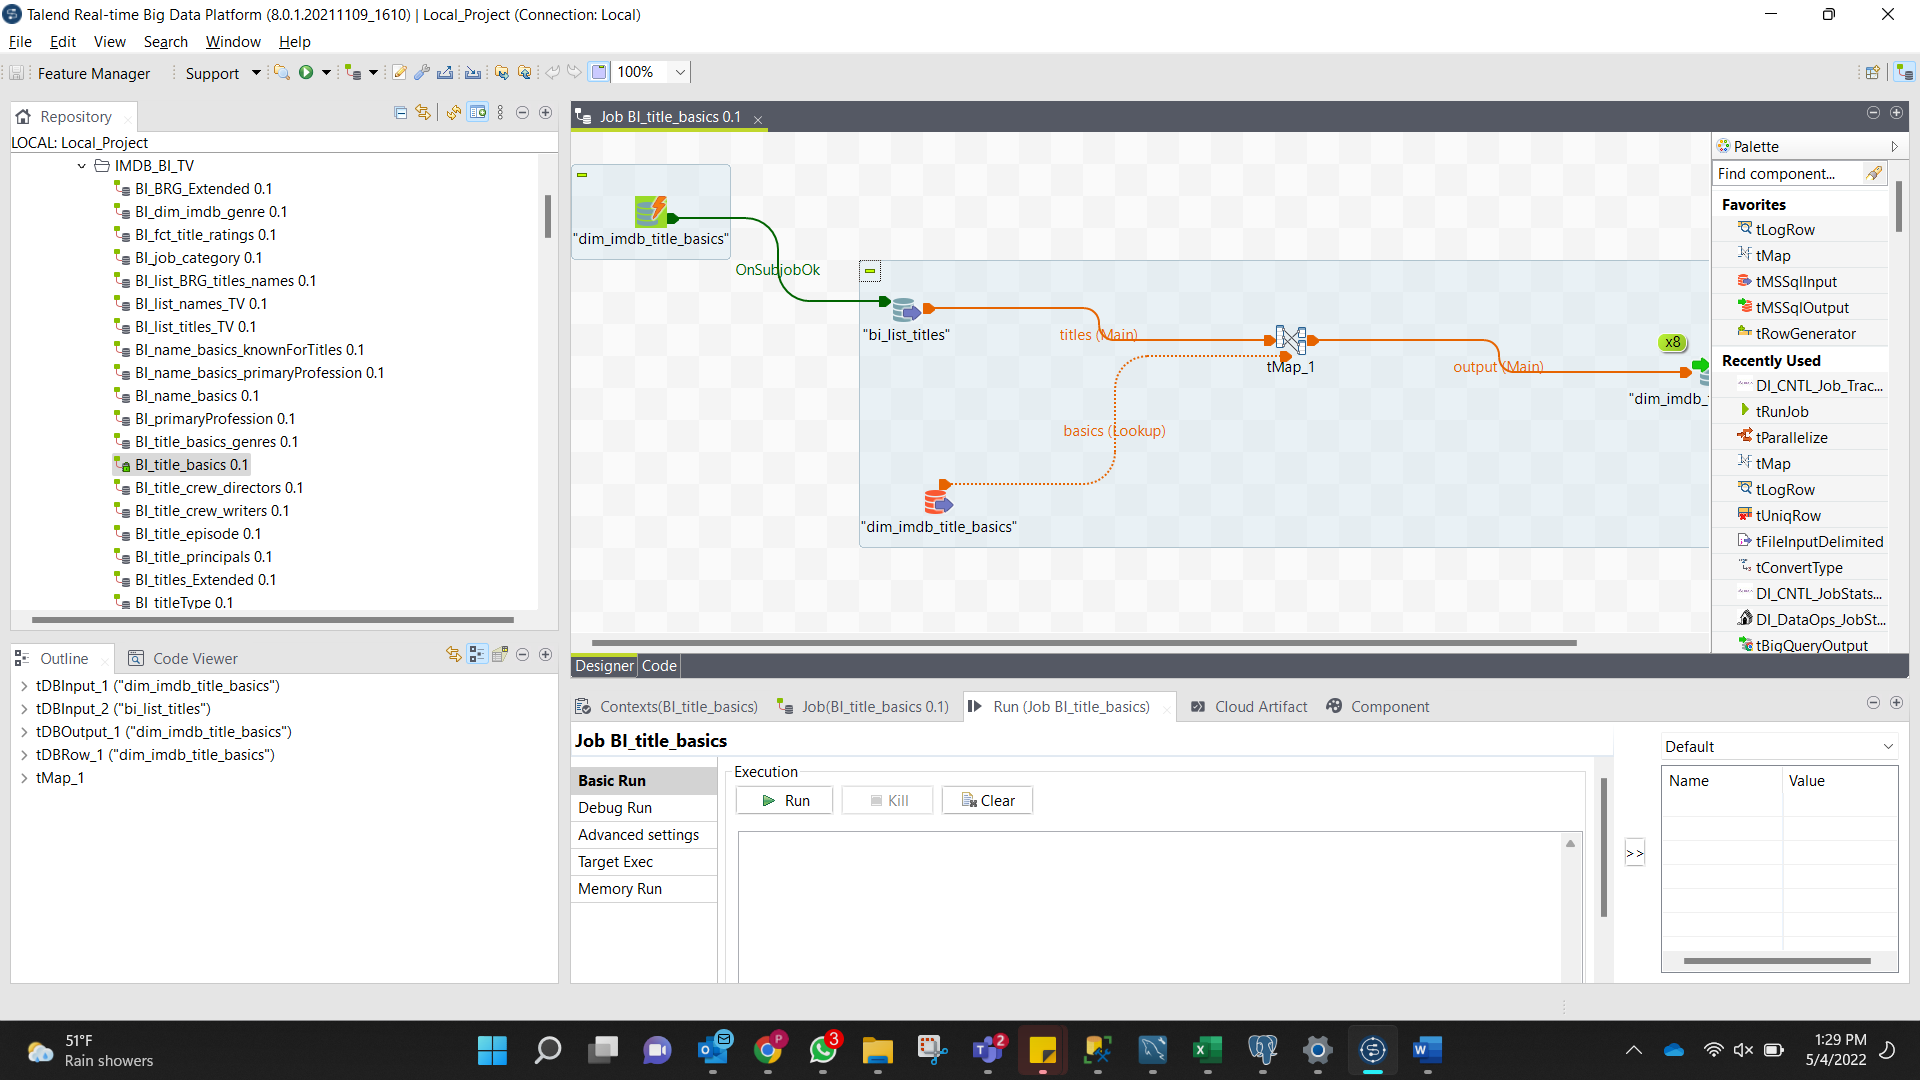 Talend Real-time Big Data Platform (8.0.1.20211109_1610) | Local_Project (Connection: Local)
File Edit View Search Window Help
Feature Manager Support 100%
Repository
LOCAL: Local_Project
IMDB_BI_TV
BI_BRG_Extended 0.1
BI_dim_imdb_genre 0.1
BI_fct_title_ratings 0.1
BI_job_category 0.1
BI_list_BRG_titles_names 0.1
BI_list_names_TV 0.1
BI_list_titles_TV 0.1
BI_name_basics_knownForTitles 0.1
BI_name_basics_primaryProfession 0.1
BI_name_basics 0.1
BI_primaryProfession 0.1
BI_title_basics_genres 0.1
BI_title_basics 0.1
BI_title_crew_directors 0.1
BI_title_crew_writers 0.1
BI_title_episode 0.1
BI_title_principals 0.1
BI_titles_Extended 0.1
BI_titleType 0.1
Outline Code Viewer
tDBInput_1 ("dim_imdb_title_basics")
tDBInput_2 ("bi_list_titles")
tDBOutput_1 ("dim_imdb_title_basics")
tDBRow_1 ("dim_imdb_title_basics")
tMap_1
Job BI_title_basics 0.1
"dim_imdb_title_basics"
OnSubjobOk
"bi_list_titles"
titles (Main)
tMap_1
output (Main)
x8
"dim_imdb_
basics (Lookup)
"dim_imdb_title_basics"
Palette
Find component...
Favorites
tLogRow
tMap
tMSSqlInput
tMSSqlOutput
tRowGenerator
Recently Used
DI_CNTL_Job_Trac...
tRunJob
tParallelize
tMap
tLogRow
tUniqRow
tFileInputDelimited
tConvertType
DI_CNTL_JobStats...
DI_DataOps_JobSt...
tBigQueryOutput
Designer Code
Contexts(BI_title_basics) Job(BI_title_basics 0.1) Run (Job BI_title_basics) Cloud Artifact Component
Job BI_title_basics
Basic Run
Debug Run
Advanced settings
Target Exec
Memory Run
Execution
Run Kill Clear
>>
Default
Name Value
51°F
Rain showers
P
3
2
1:29 PM
5/4/2022